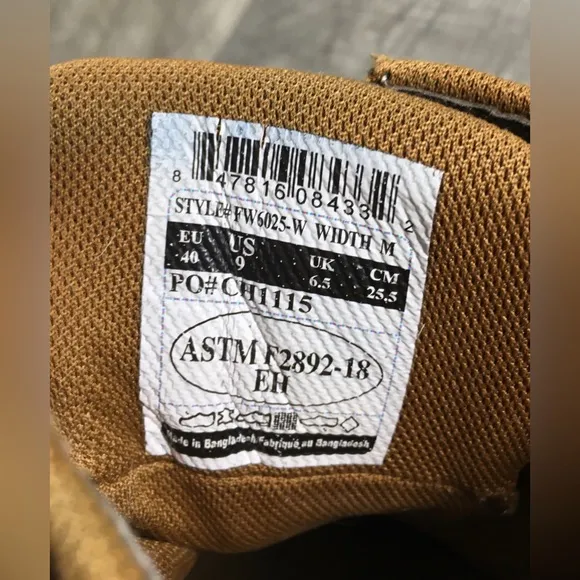 8 47816 08433 2
STYLE# FW6025-W WIDTH M
EU US UK CM
40 9 6.5 25.5
PO# CH1115
ASTM F2892-18
EH
Made in Bangladesh/Fabriqué au Bangladesh